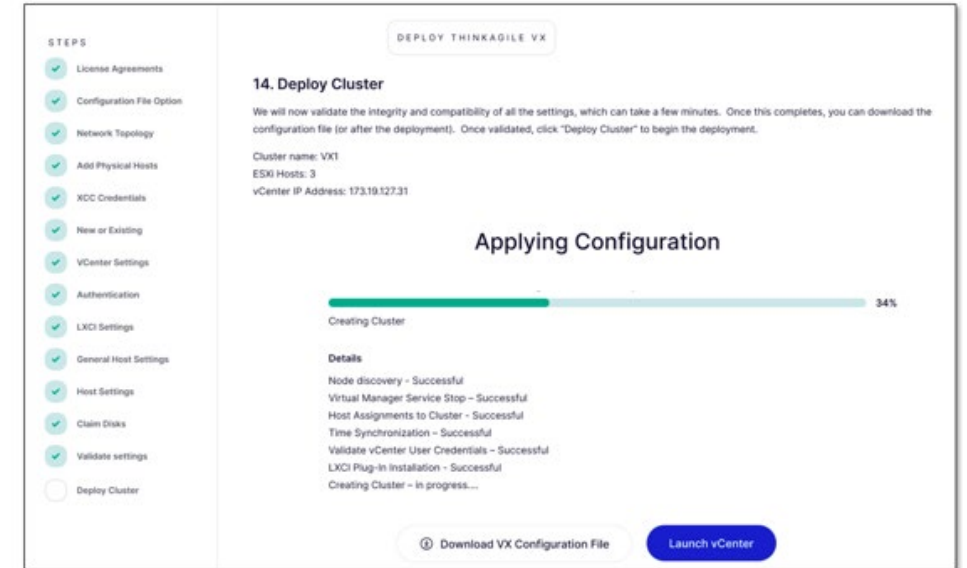 STEPS
License Agreements
Configuration File Option
Network Topology
Add Physical Hosts
XCC Credentials
New or Existing
VCenter Settings
Authentication
LXCI Settings
General Host Settings
Host Settings
Claim Disks
Validate settings
Deploy Cluster
DEPLOY THINKAGILE VX
14. Deploy Cluster
We will now validate the integrity and compatibility of all the settings, which can take a few minutes. Once this completes, you can download the
configuration file (or after the deployment). Once validated, click "Deploy Cluster" to begin the deployment.
Cluster name: VX1
ESXi Hosts: 3
vCenter IP Address: 173.19.127.31
Applying Configuration
34%
Creating Cluster
Details
Node discovery - Successful
Virtual Manager Service Stop – Successful
Host Assignments to Cluster - Successful
Time Synchronization – Successful
Validate vCenter User Credentials – Successful
LXCI Plug-In Installation - Successful
Creating Cluster – in progress....
Download VX Configuration File
Launch vCenter